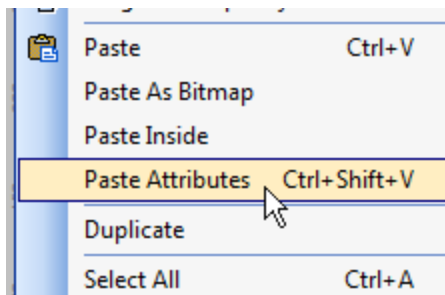 Paste Ctrl+V
Paste As Bitmap
Paste Inside
Paste Attributes Ctrl+Shift+V
Duplicate
Select All Ctrl+A